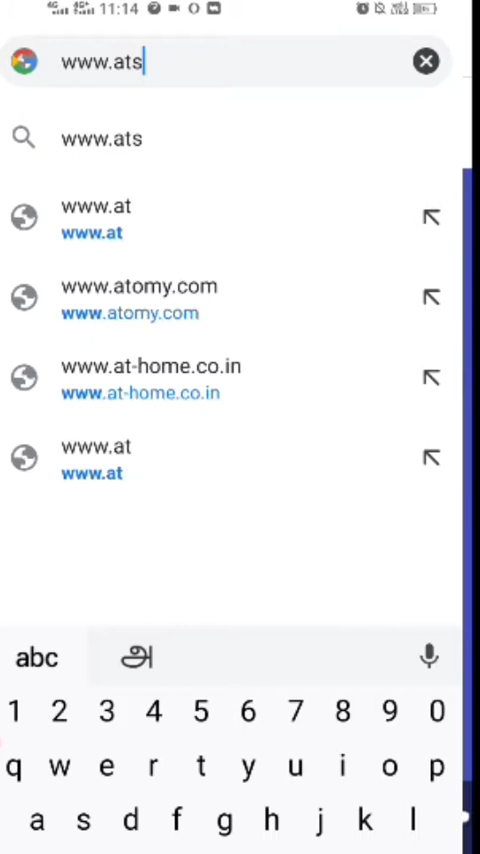 11:14
www.ats
www.ats
www.at
www.at
www.atomy.com
www.atomy.com
www.at-home.co.in
www.at-home.co.in
www.at
www.at
abc அ
1 2 3 4 5 6 7 8 9 0
q w e r t y u i o p
a s d f g h j k l